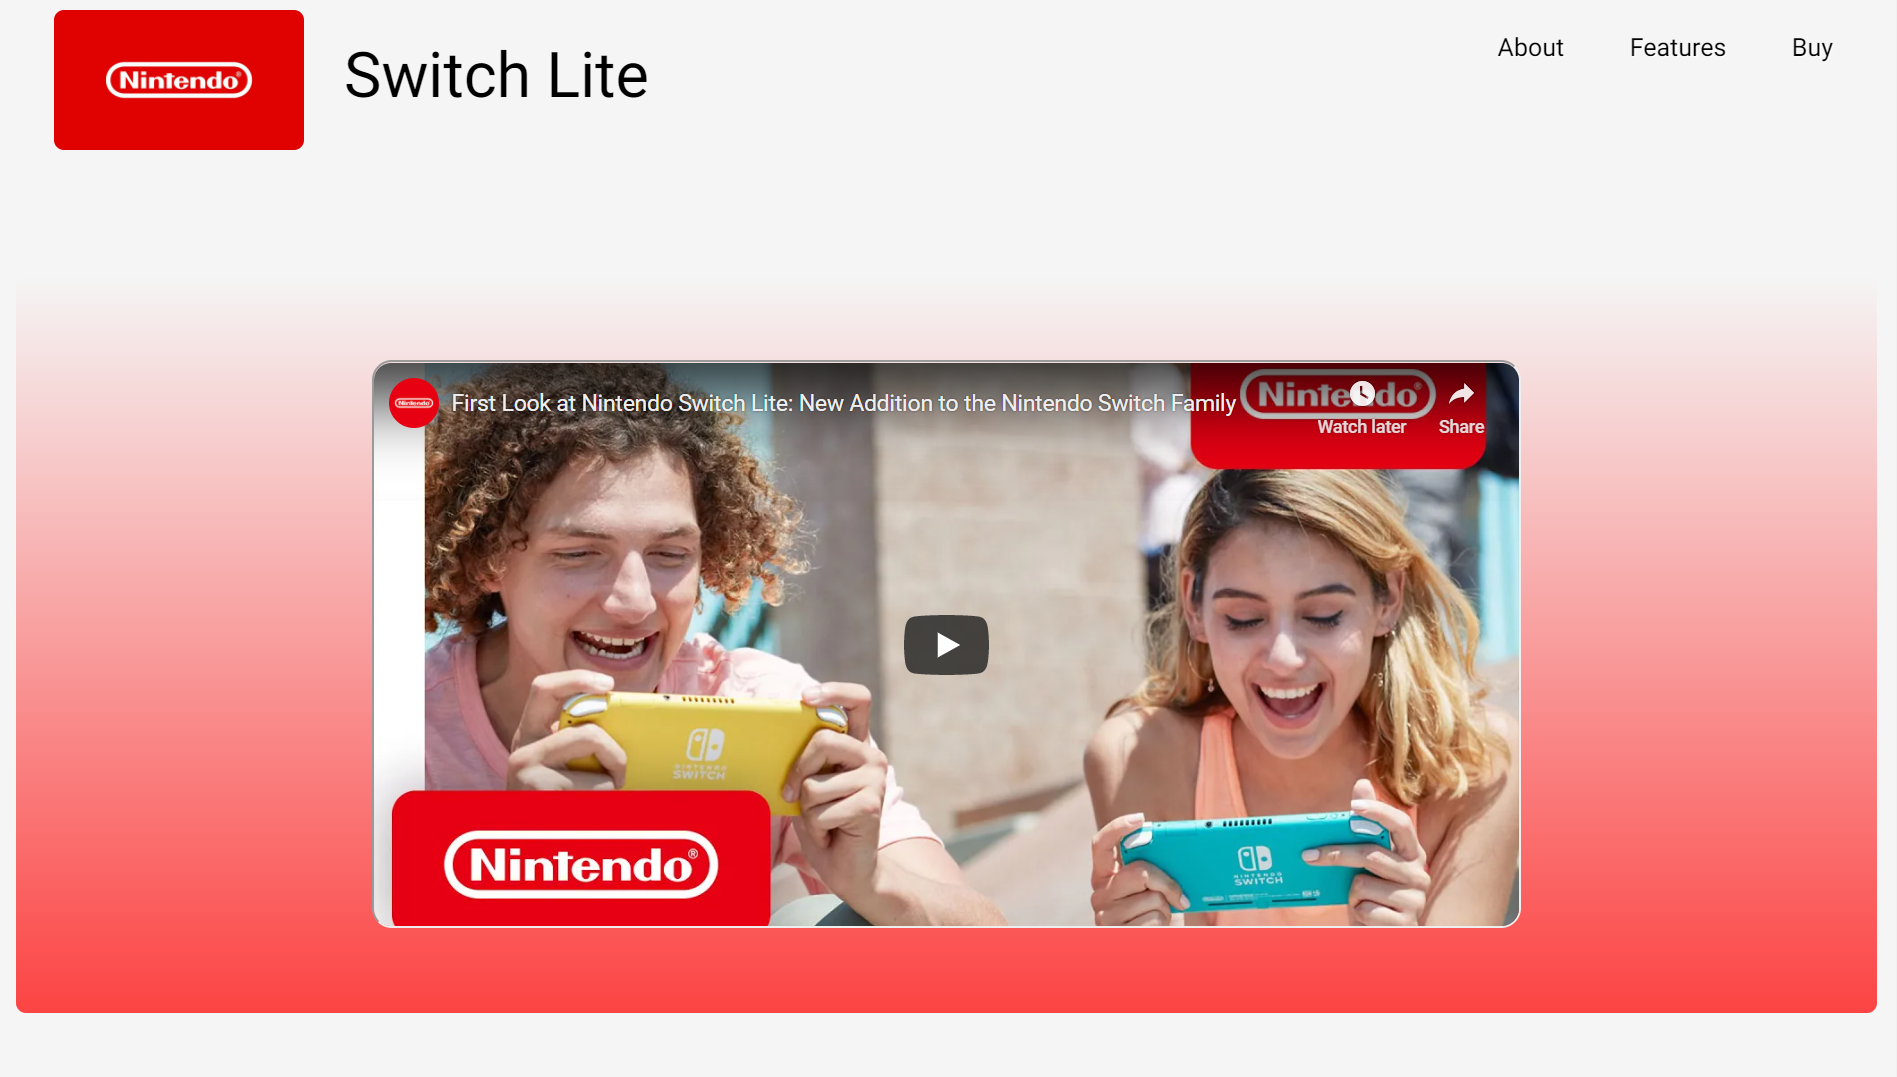 Nintendo®
Switch Lite
About
Features
Buy
Nintendo
First Look at Nintendo Switch Lite: New Addition to the Nintendo Switch Family
Nintendo®
Watch later
Share
NINTENDO
SWITCH
Nintendo®
NINTENDO
SWITCH